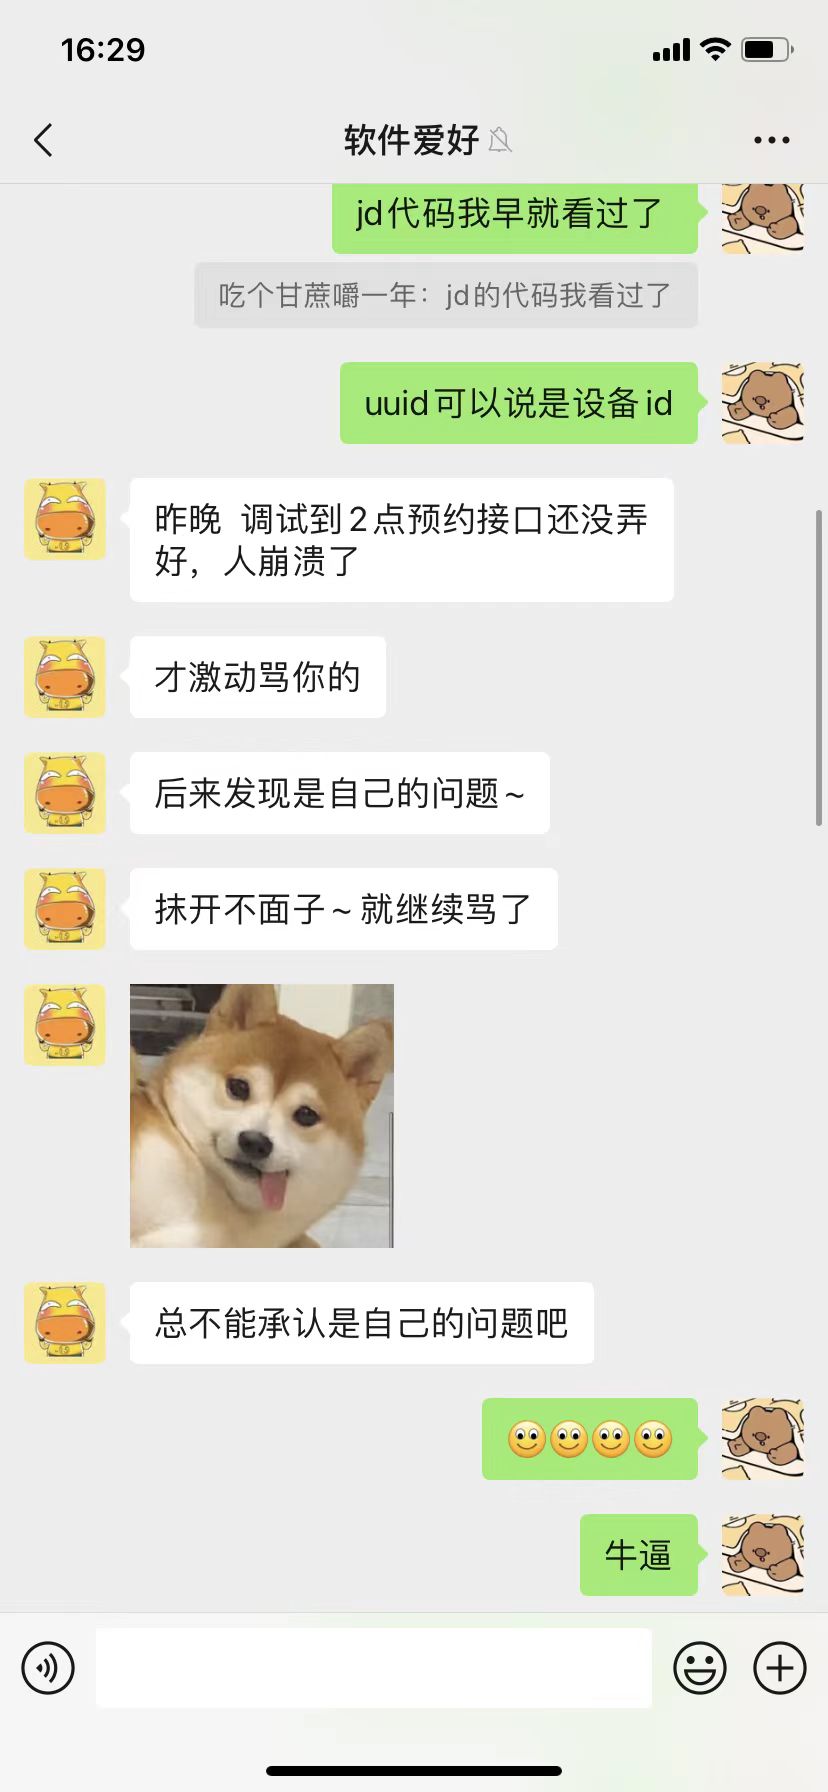 16:29
软件爱好
jd代码我早就看过了
吃个甘蔗嚼一年：jd的代码我看过了
uuid可以说是设备id
昨晚 调试到2点预约接口还没弄
好，人崩溃了
才激动骂你的
后来发现是自己的问题~
抹开不面子~就继续骂了
总不能承认是自己的问题吧
牛逼